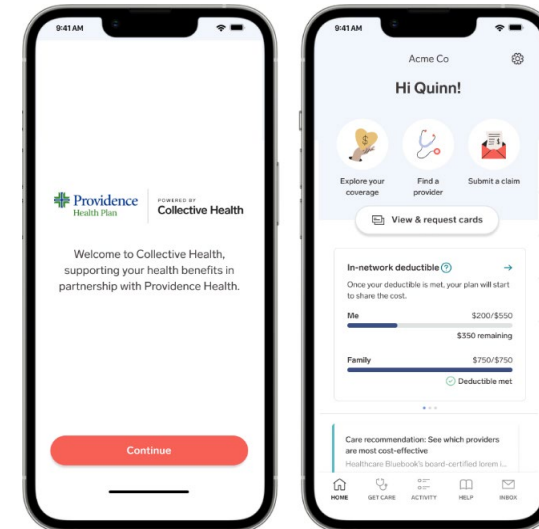 9:41 AM
Providence
Health Plan
POWERED BY
Collective Health
Welcome to Collective Health,
supporting your health benefits in
partnership with Providence Health.
Continue
9:41 AM
Acme Co
Hi Quinn!
$
Explore your
coverage
Find a
provider
Submit a claim
View & request cards
In-network deductible ?
Once your deductible is met, your plan will start
to share the cost.
Me $200/$550
$350 remaining
Family $750/$750
Deductible met
Care recommendation: See which providers
are most cost-effective
Healthcare Bluebook's board-certified lorem i...
HOME GET CARE ACTIVITY HELP INBOX